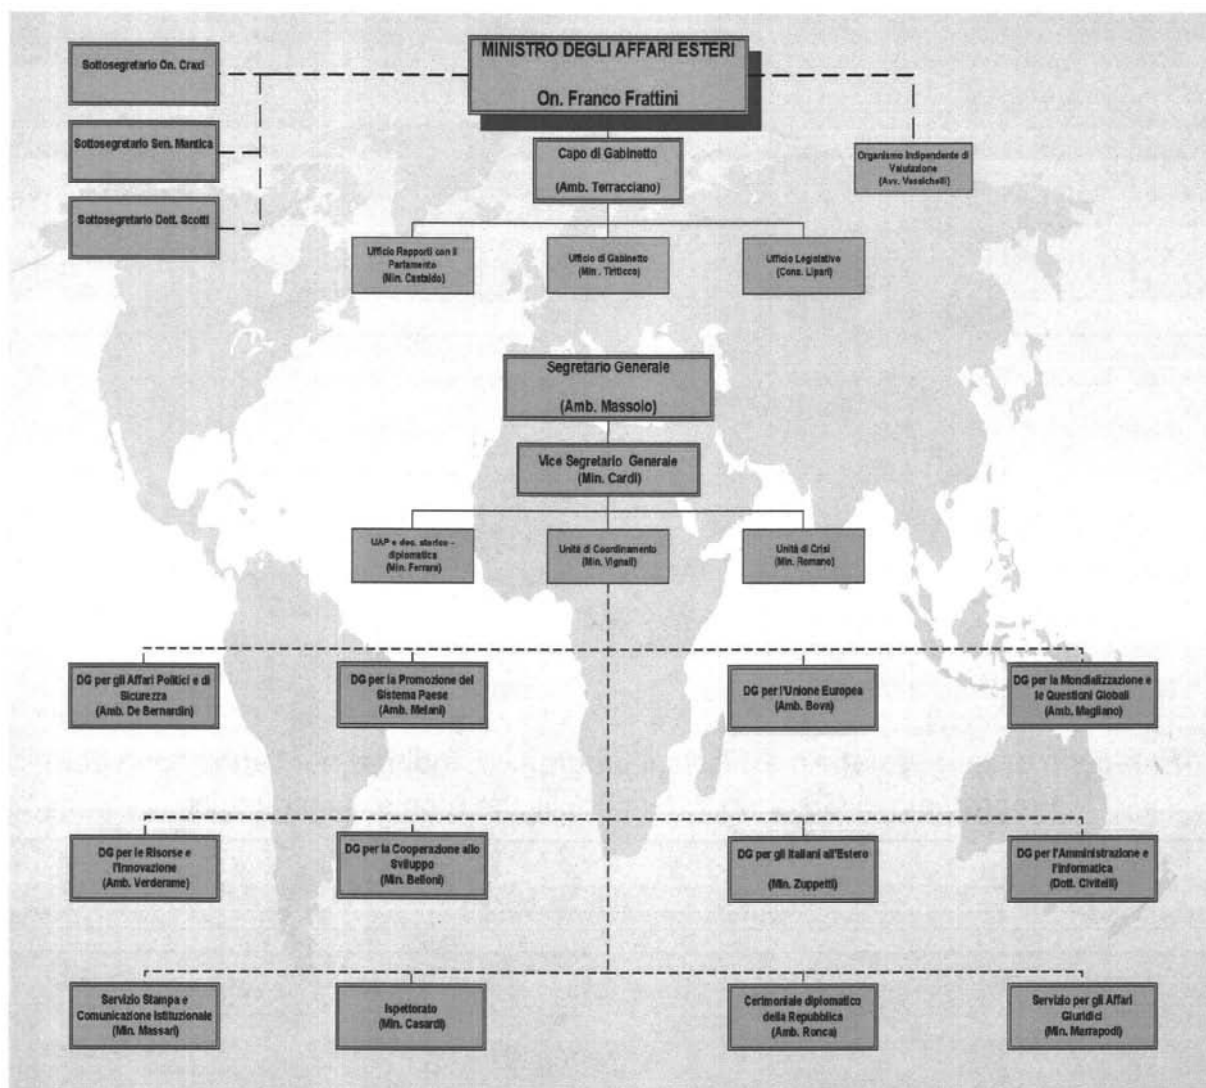 MINISTRO DEGLI AFFARI ESTERI
On. Franco Frattini
Sottosegretario On. Craxi
Sottosegretario Sen. Mantica
Sottosegretario Dott. Scotti
Capo di Gabinetto
(Amb. Terracciano)
Organismo Indipendente di
Valutazione
(Avv. Vessichelli)
Ufficio Rapporti con il
Parlamento
(Min. Castaldo)
Ufficio di Gabinetto
(Min. Tiriticco)
Ufficio Legislativo
(Cons. Lipari)
Segretario Generale
(Amb. Massolo)
Vice Segretario Generale
(Min. Cardi)
UAP e doc. storico -
diplomatica
(Min. Ferrara)
Unità di Coordinamento
(Min. Vignali)
Unità di Crisi
(Min. Romano)
DG per gli Affari Politici e di
Sicurezza
(Amb. De Bernardin)
DG per la Promozione del
Sistema Paese
(Amb. Melani)
DG per l'Unione Europea
(Amb. Bova)
DG per la Mondializzazione e
le Questioni Globali
(Amb. Magliano)
DG per le Risorse e
l'Innovazione
(Amb. Verderame)
DG per la Cooperazione allo
Sviluppo
(Min. Belloni)
DG per gli Italiani all'Estero
(Min. Zuppetti)
DG per l'Amministrazione e
l'Informatica
(Dott. Civitelli)
Servizio Stampa e
Comunicazione Istituzionale
(Min. Massari)
Ispettorato
(Min. Casardi)
Cerimoniale diplomatico
della Repubblica
(Amb. Ronca)
Servizio per gli Affari
Giuridici
(Min. Marrapodi)